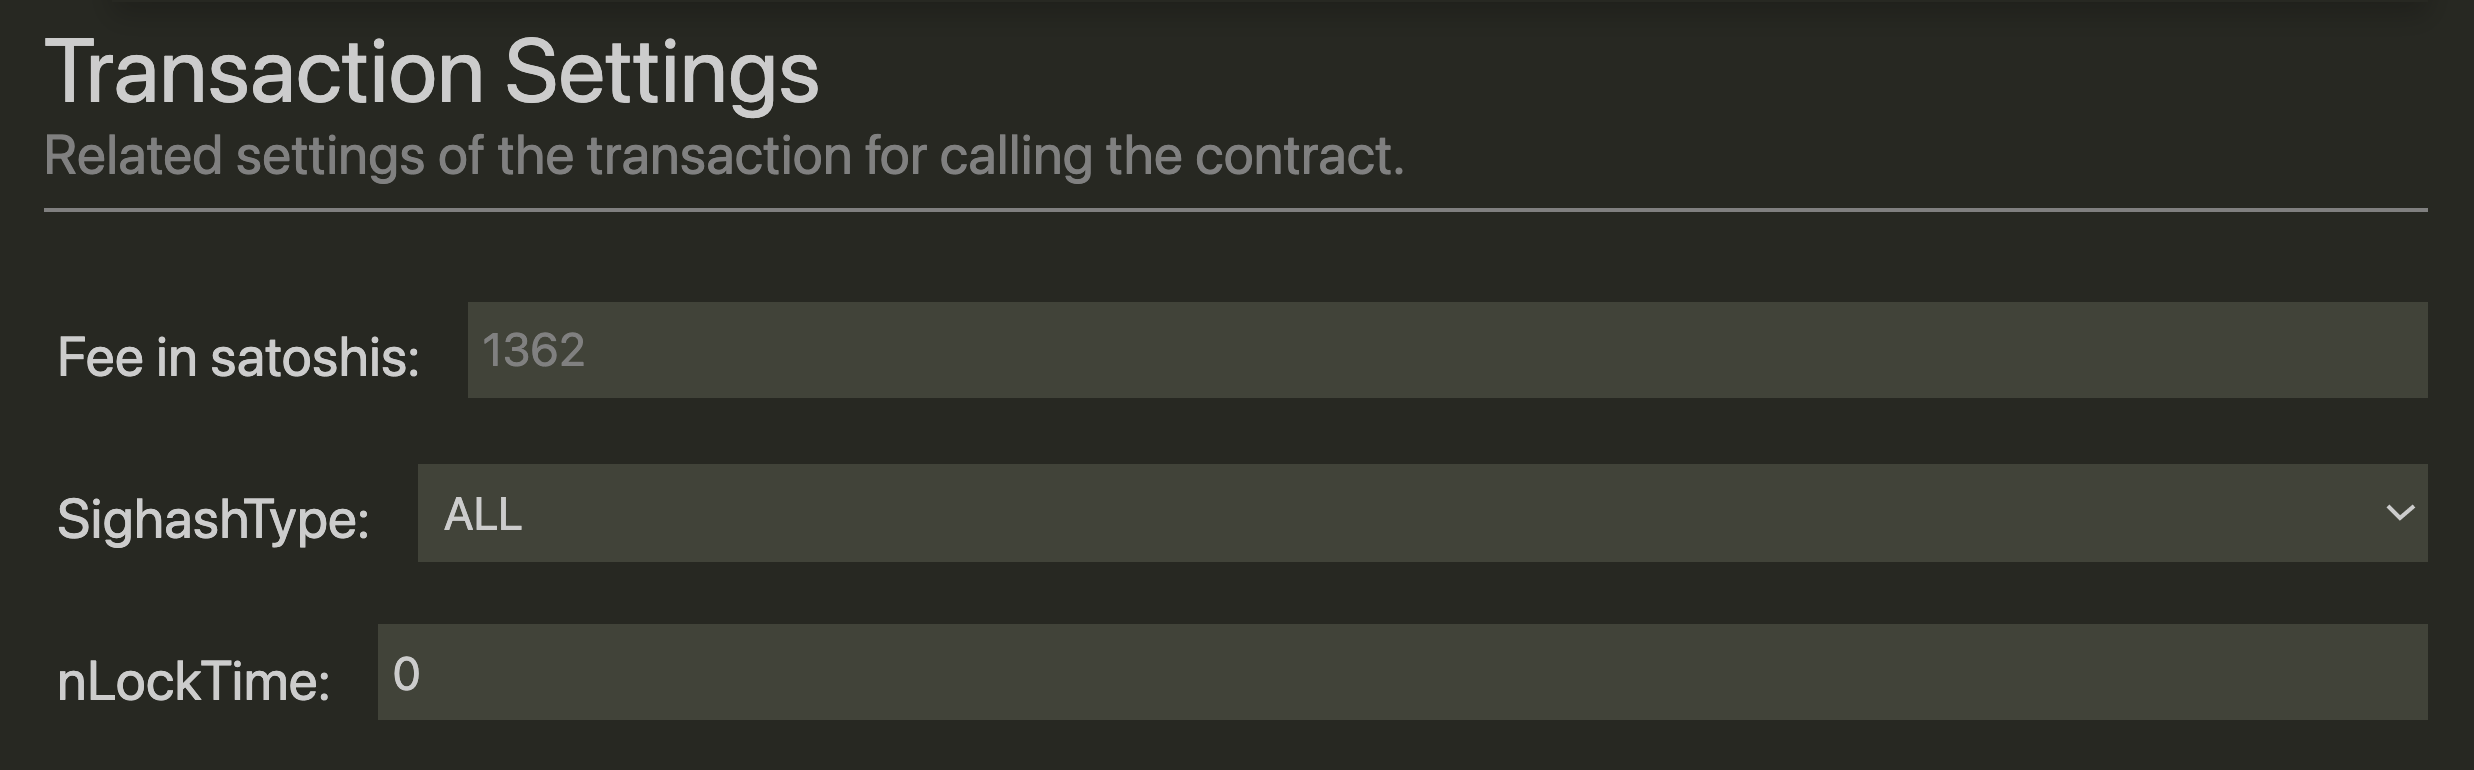 Transaction Settings
Related settings of the transaction for calling the contract.
Fee in satoshis: 1362
SighashType: ALL
nLockTime: 0